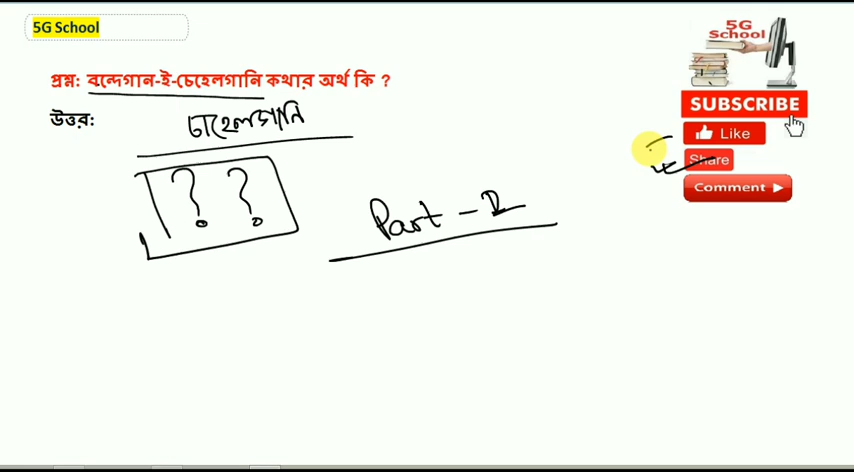 5G School
5G
School
প্রশ্ন: বন্দেগান-ই-চেহেলগানি কথার অর্থ কি ?
SUBSCRIBE
উত্তর:
চাহেলগানি
Like
Share
Comment
? ?
Part - 2